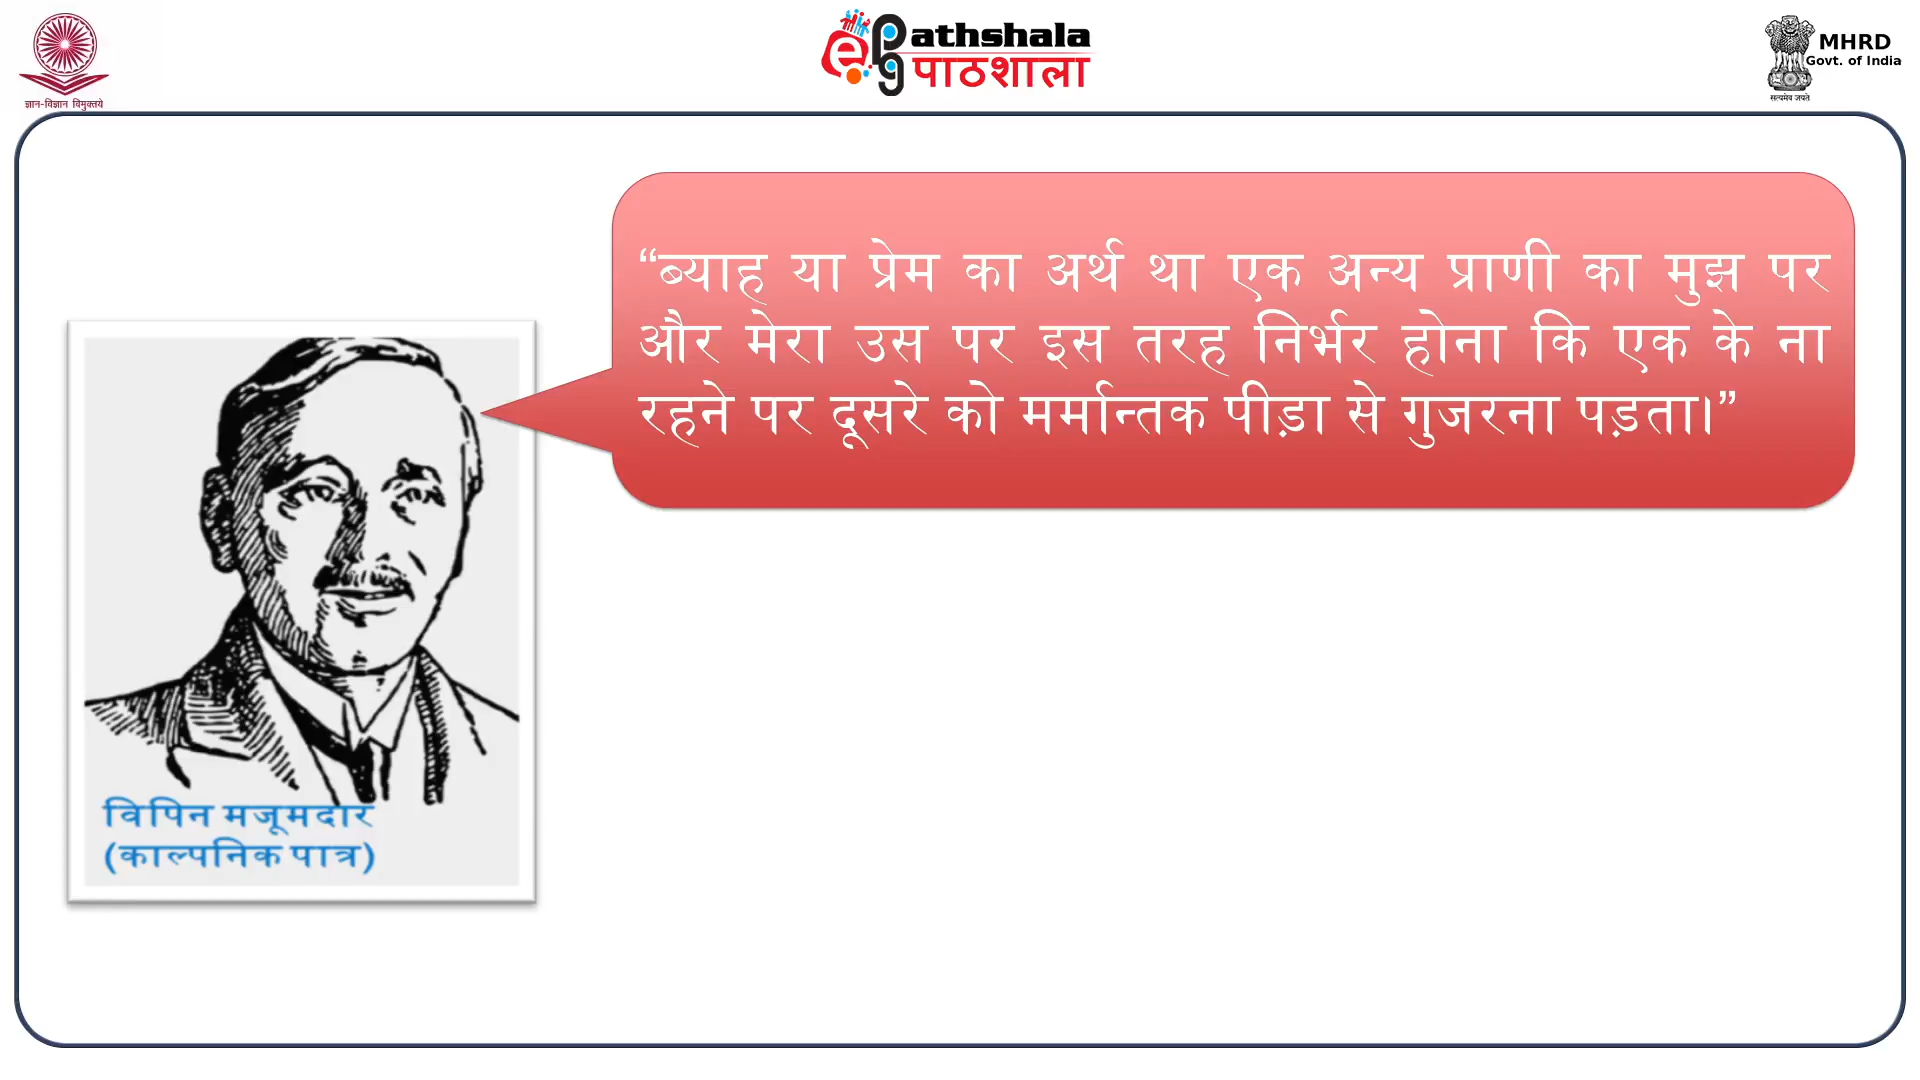 ज्ञान-विज्ञान विमुक्तये
ePathshala
पाठशाला
MHRD
Govt. of India
सत्यमेव जयते
“ब्याह या प्रेम का अर्थ था एक अन्य प्राणी का मुझ पर
और मेरा उस पर इस तरह निर्भर होना कि एक के ना
रहने पर दूसरे को मर्मान्तक पीड़ा से गुजरना पड़ता।”
विपिन मजूमदार
(काल्पनिक पात्र)